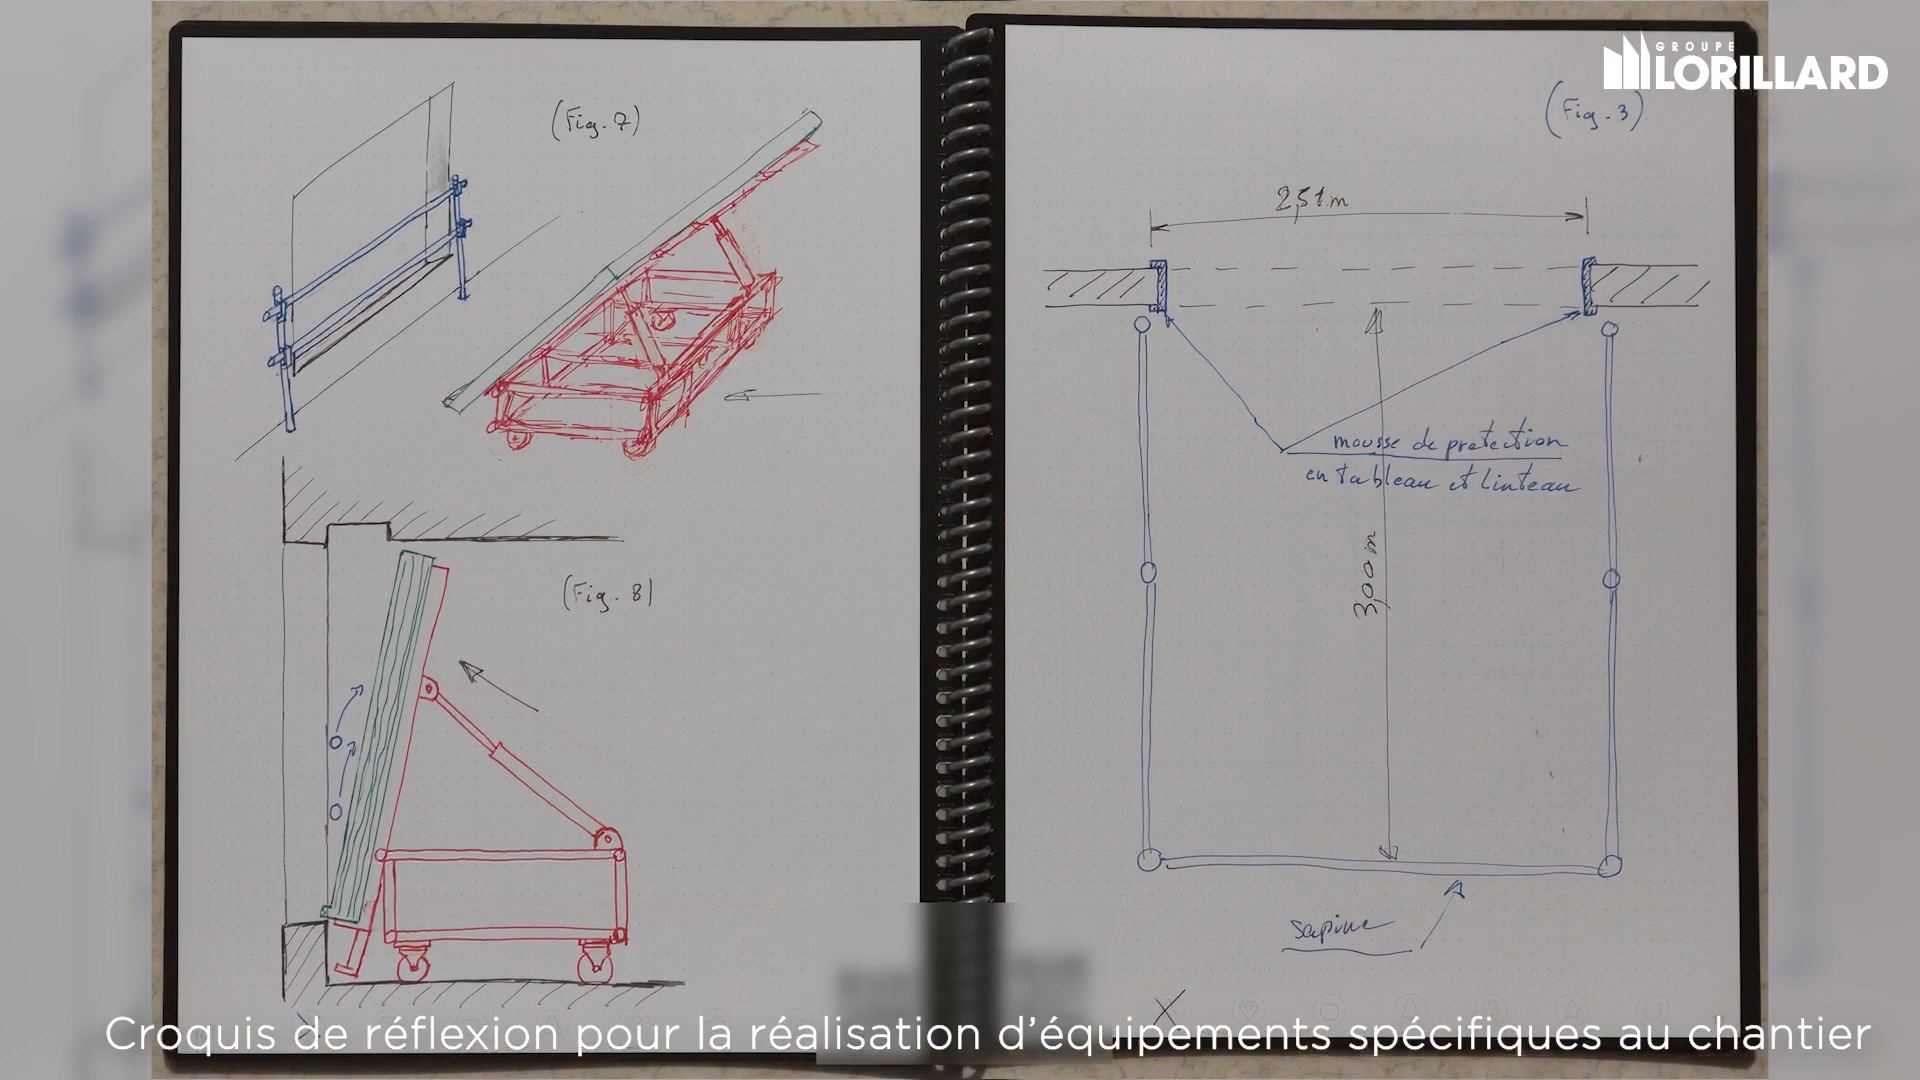 GROUPE
LORILLARD
(Fig. 7)
(Fig. 8)
(Fig. 3)
2,51 m
mousse de protection
en tableau et linteau
3,00 m
sapine
Croquis de réflexion pour la réalisation d’équipements spécifiques au chantier